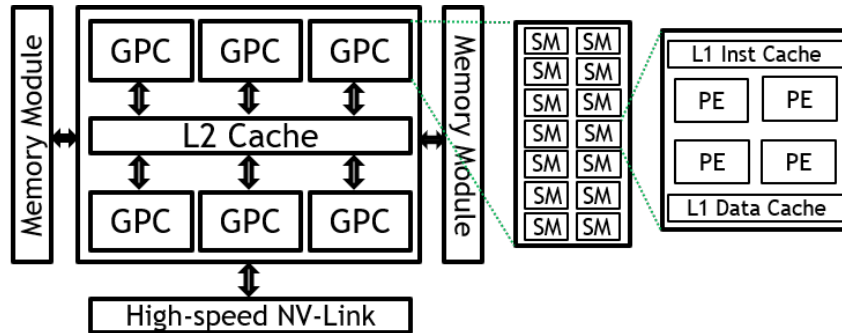 Memory Module
GPC GPC GPC
L2 Cache
GPC GPC GPC
High-speed NV-Link
Memory Module
SM SM
SM SM
SM SM
SM SM
SM SM
SM SM
SM SM
L1 Inst Cache
PE PE
PE PE
L1 Data Cache